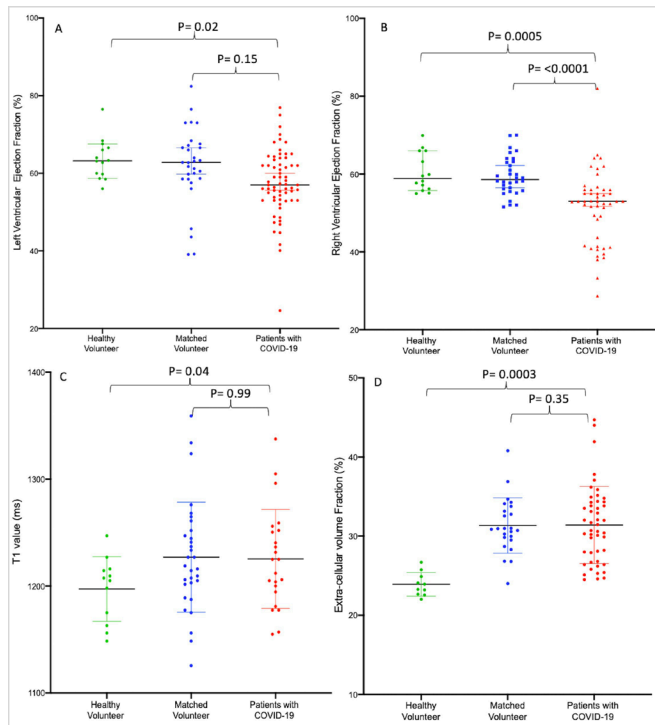 A
P= 0.02
P= 0.15
Left Ventricular Ejection Fraction (%)
100
80
60
40
20
Healthy Volunteer
Matched Volunteer
Patients with COVID-19
B
P= 0.0005
P= <0.0001
Right Ventricular Ejection Fraction (%)
100
80
60
40
20
Healthy Volunteer
Matched Volunteer
Patients with COVID-19
C
P= 0.04
P= 0.99
T1 value (ms)
1400
1300
1200
1100
Healthy Volunteer
Matched Volunteer
Patients with COVID-19
D
P= 0.0003
P= 0.35
Extra-cellular volume Fraction (%)
50
40
30
20
10
Healthy Volunteer
Matched Volunteer
Patients with COVID-19